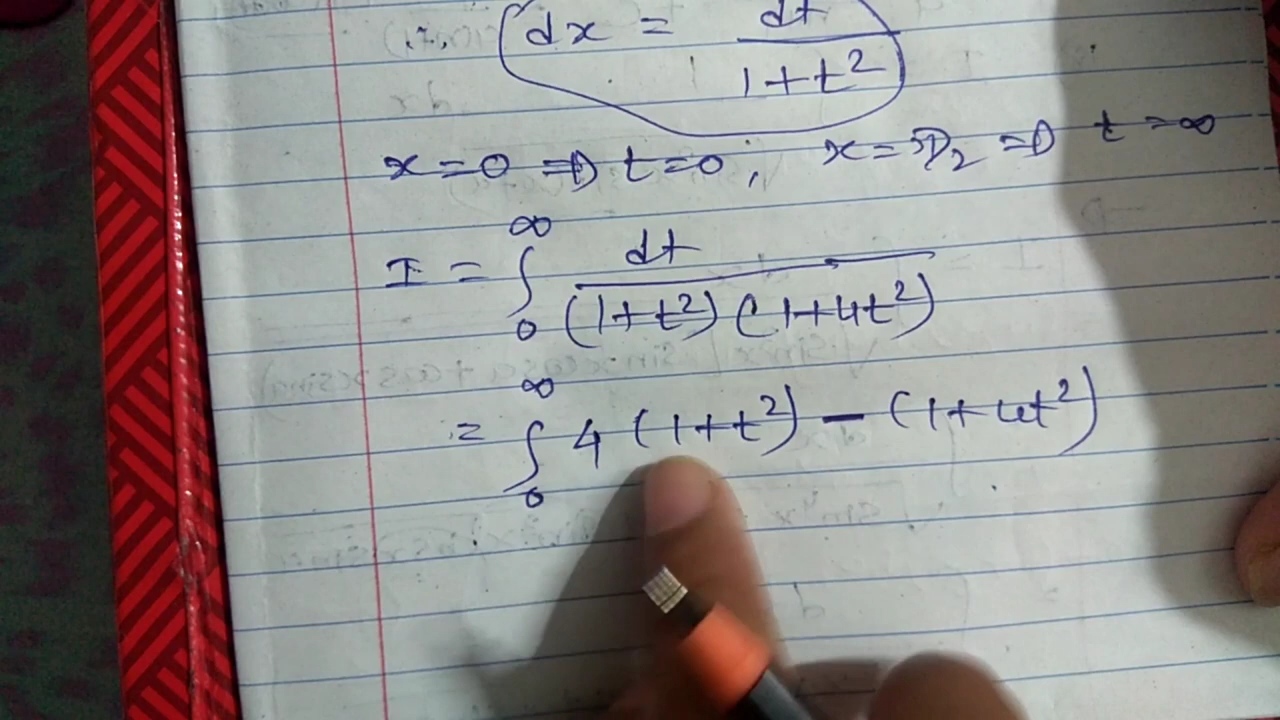 ∴ dx = dt / 1+t²
x=0 ⇒ t=0, x=π/2 ⇒ t=∞
I = ∫₀^∞ dt / (1+t²)(1+4t²)
= ∫₀^∞ 4(1+t²) − (1+4t²)